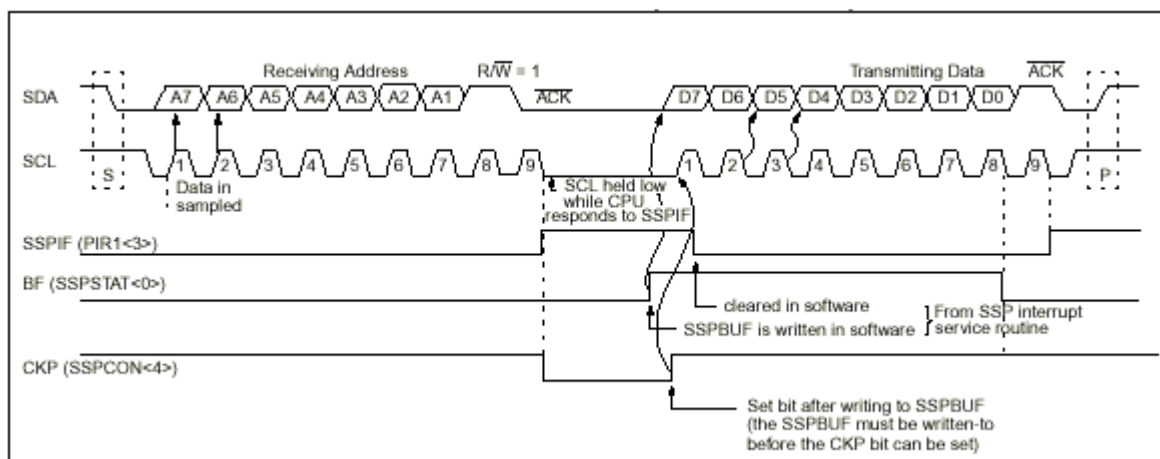 Receiving Address R/W = 1 Transmitting Data ACK
SDA A7 A6 A5 A4 A3 A2 A1 ACK D7 D6 D5 D4 D3 D2 D1 D0
SCL S 1 2 3 4 5 6 7 8 9 1 2 3 4 5 6 7 8 9 P
Data in
sampled
SCL held low
while CPU
responds to SSPIF
SSPIF (PIR1<3>)
BF (SSPSTAT<0>)
cleared in software
SSPBUF is written in software
From SSP interrupt
service routine
CKP (SSPCON<4>)
Set bit after writing to SSPBUF
(the SSPBUF must be written-to
before the CKP bit can be set)